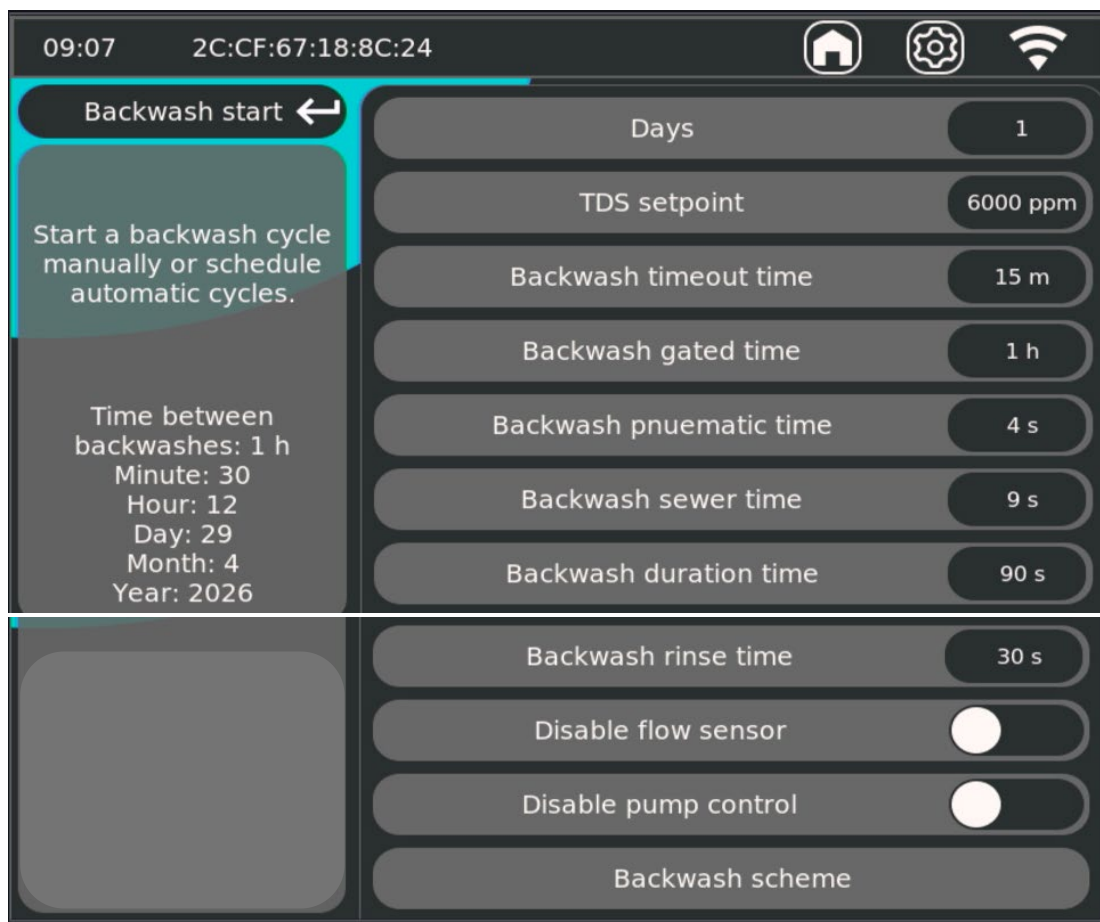 09:07 2C:CF:67:18:8C:24
Backwash start
Start a backwash cycle
manually or schedule
automatic cycles.
Time between
backwashes: 1 h
Minute: 30
Hour: 12
Day: 29
Month: 4
Year: 2026
Days 1
TDS setpoint 6000 ppm
Backwash timeout time 15 m
Backwash gated time 1 h
Backwash pnuematic time 4 s
Backwash sewer time 9 s
Backwash duration time 90 s
Backwash rinse time 30 s
Disable flow sensor
Disable pump control
Backwash scheme